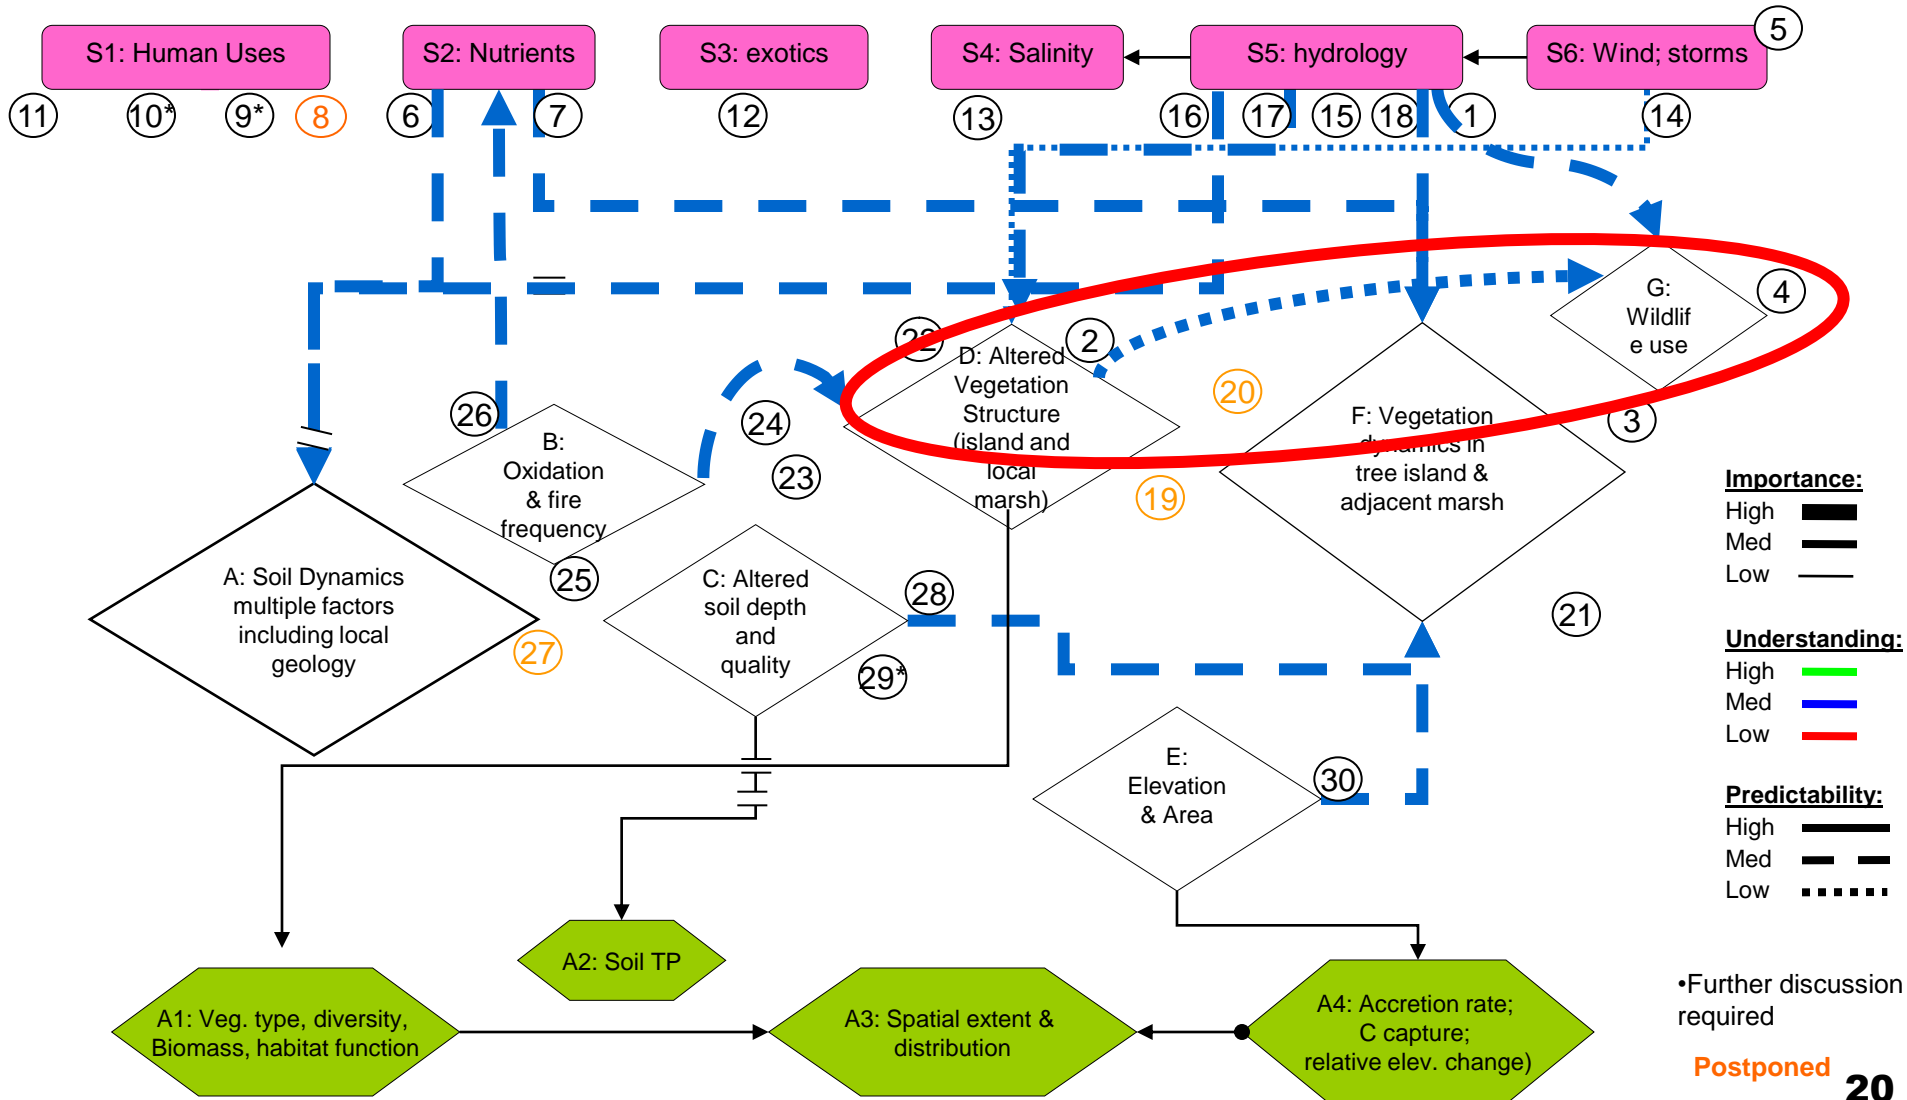 S1: Human Uses
S2: Nutrients
S3: exotics
S4: Salinity
S5: hydrology
S6: Wind; storms
5
11
10*
9*
8
6
7
12
13
16
17
15
18
1
14
G:
Wildlif
e use
4
22
2
D: Altered
Vegetation
Structure
(island and
local
marsh)
20
19
F: Vegetation
dynamics in
tree island &
adjacent marsh
3
26
B:
Oxidation
& fire
frequency
24
23
25
A: Soil Dynamics
multiple factors
including local
geology
27
C: Altered
soil depth
and
quality
28
29*
21
E:
Elevation
& Area
30
Importance:
High
Med
Low
Understanding:
High
Med
Low
Predictability:
High
Med
Low
A1: Veg. type, diversity,
Biomass, habitat function
A2: Soil TP
A3: Spatial extent &
distribution
A4: Accretion rate;
C capture;
relative elev. change)
•Further discussion
required
Postponed
20